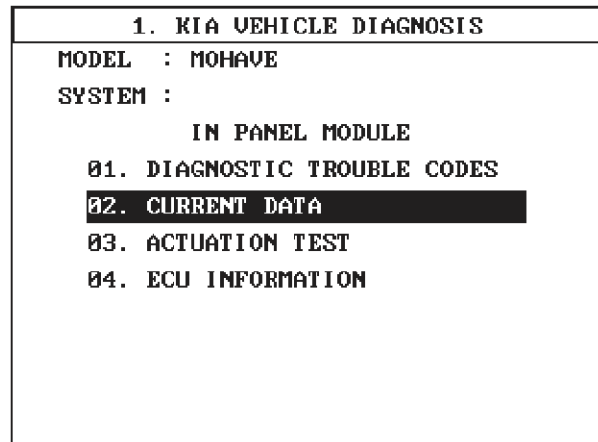 1. KIA VEHICLE DIAGNOSIS
MODEL : MOHAVE
SYSTEM :
IN PANEL MODULE
01. DIAGNOSTIC TROUBLE CODES
02. CURRENT DATA
03. ACTUATION TEST
04. ECU INFORMATION